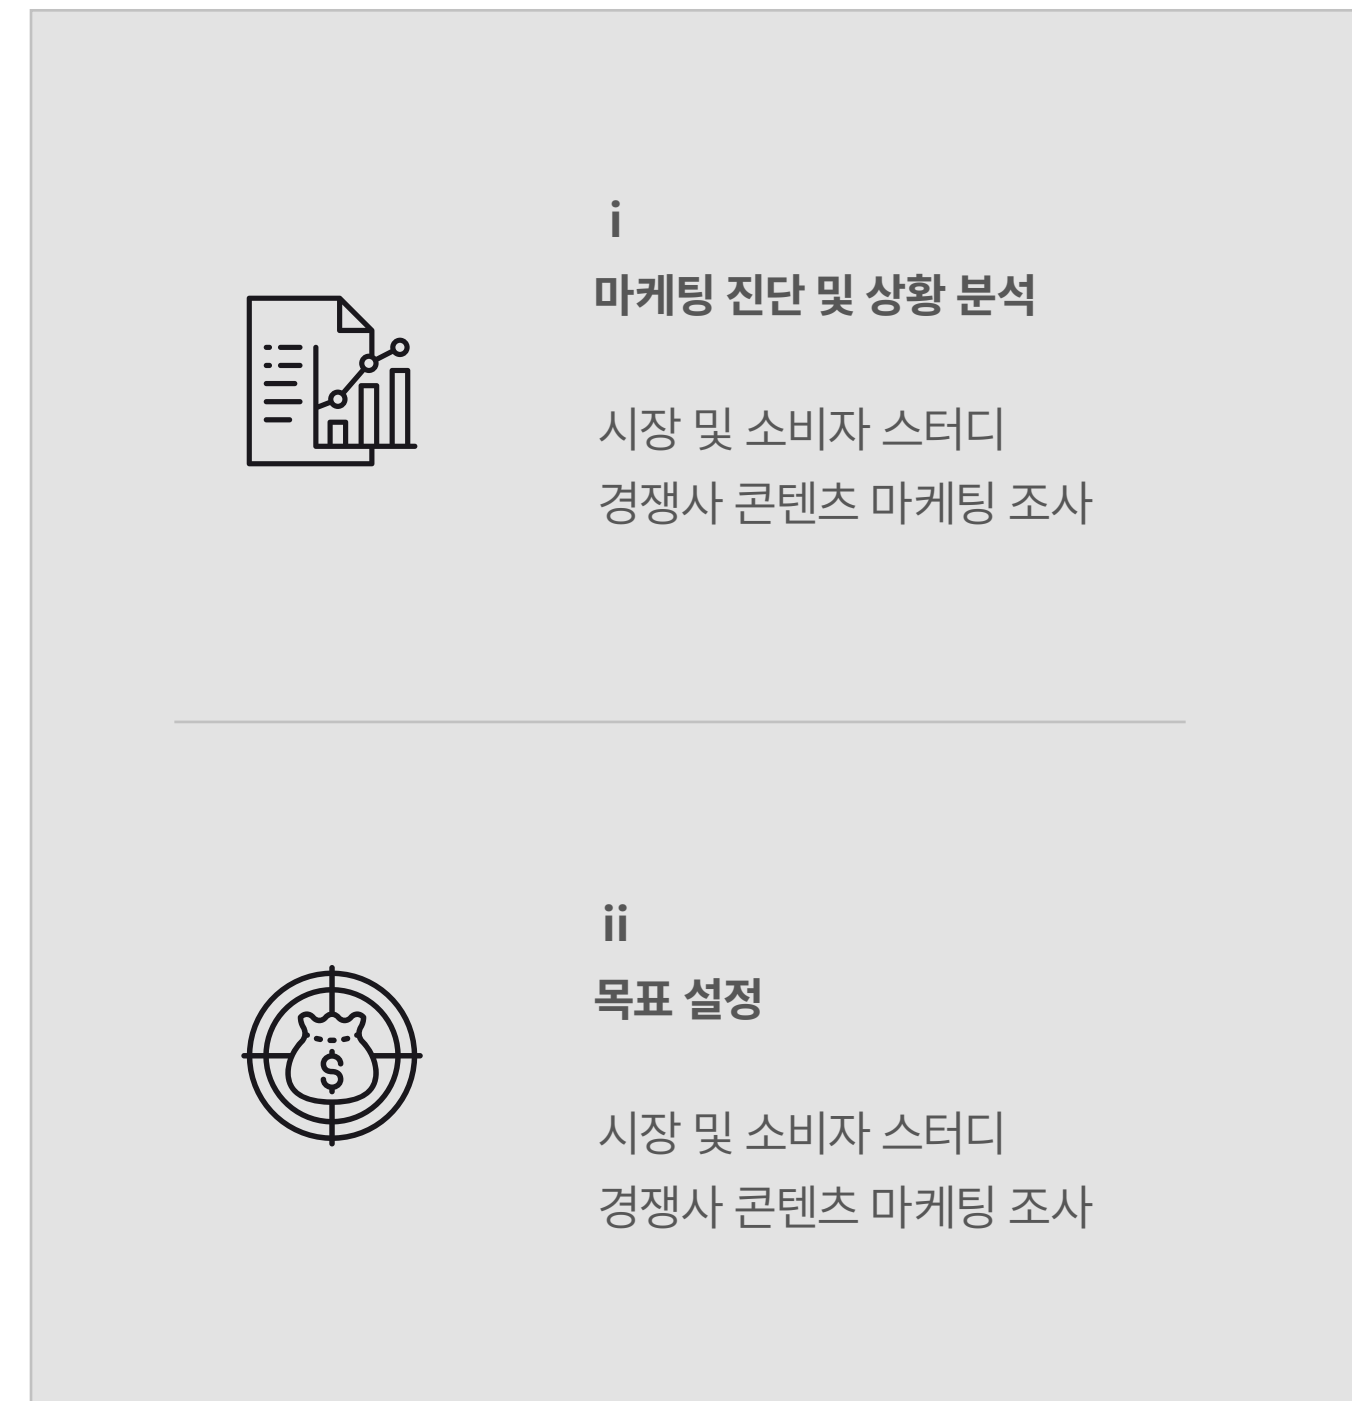 i
마케팅 진단 및 상황 분석
시장 및 소비자 스터디
경쟁사 콘텐츠 마케팅 조사
ii
목표 설정
$
시장 및 소비자 스터디
경쟁사 콘텐츠 마케팅 조사